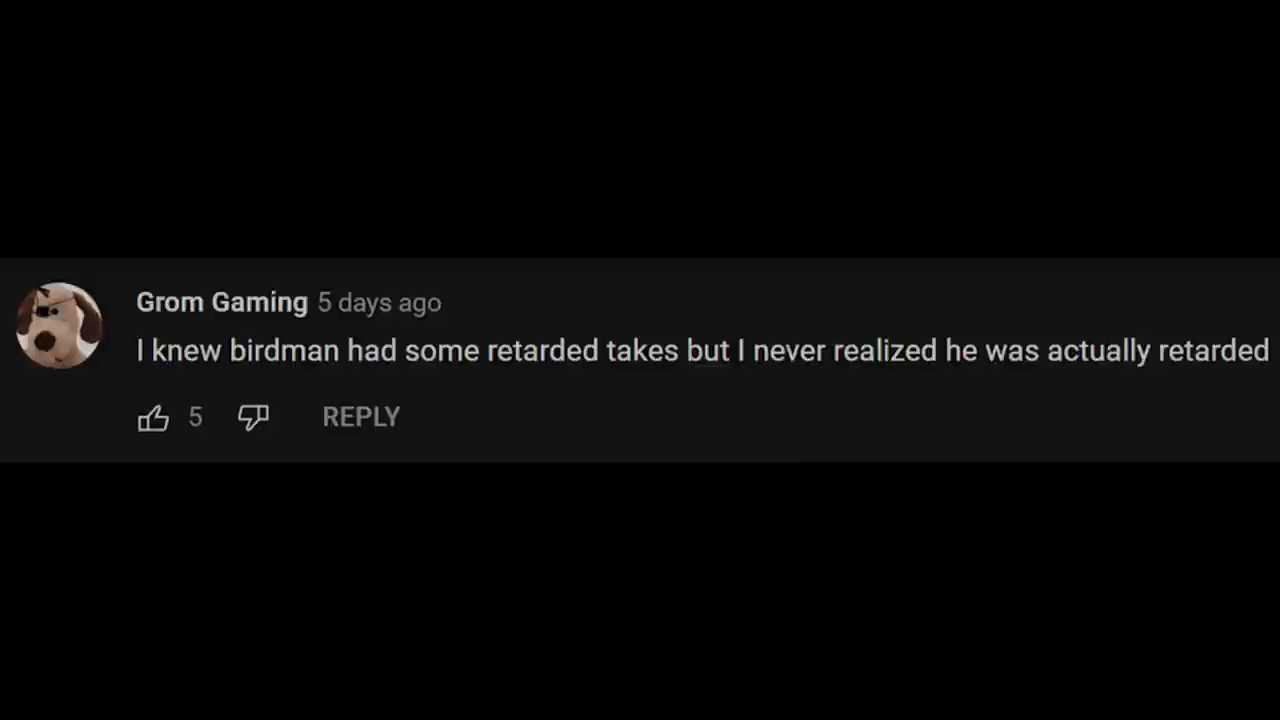 Grom Gaming 5 days ago
I knew birdman had some retarded takes but I never realized he was actually retarded
5 REPLY